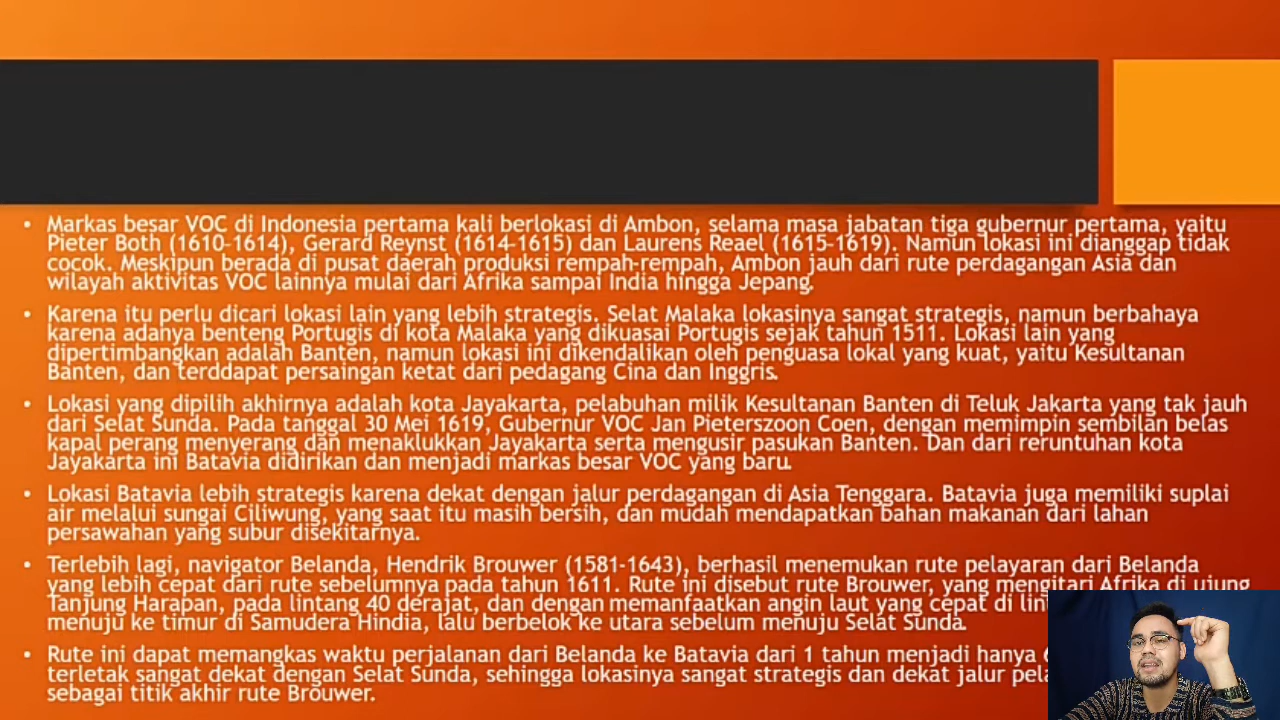 • Markas besar VOC di Indonesia pertama kali berlokasi di Ambon, selama masa jabatan tiga gubernur pertama, yaitu
Pieter Both (1610-1614), Gerard Reynst (1614-1615) dan Laurens Reael (1615-1619). Namun lokasi ini dianggap tidak
cocok. Meskipun berada di pusat daerah produksi rempah-rempah, Ambon jauh dari rute perdagangan Asia dan
wilayah aktivitas VOC lainnya mulai dari Afrika sampai India hingga Jepang.
• Karena itu perlu dicari lokasi lain yang lebih strategis. Selat Malaka lokasinya sangat strategis, namun berbahaya
karena adanya benteng Portugis di kota Malaka yang dikuasai Portugis sejak tahun 1511. Lokasi lain yang
dipertimbangkan adalah Banten, namun lokasi ini dikendalikan oleh penguasa lokal yang kuat, yaitu Kesultanan
Banten, dan terddapat persaingan ketat dari pedagang Cina dan Inggris.
• Lokasi yang dipilih akhirnya adalah kota Jayakarta, pelabuhan milik Kesultanan Banten di Teluk Jakarta yang tak jauh
dari Selat Sunda. Pada tanggal 30 Mei 1619, Gubernur VOC Jan Pieterszoon Coen, dengan memimpin sembilan belas
kapal perang menyerang dan menaklukkan Jayakarta serta mengusir pasukan Banten. Dan dari reruntuhan kota
Jayakarta ini Batavia didirikan dan menjadi markas besar VOC yang baru.
• Lokasi Batavia lebih strategis karena dekat dengan jalur perdagangan di Asia Tenggara. Batavia juga memiliki suplai
air melalui sungai Ciliwung, yang saat itu masih bersih, dan mudah mendapatkan bahan makanan dari lahan
persawahan yang subur disekitarnya.
• Terlebih lagi, navigator Belanda, Hendrik Brouwer (1581-1643), berhasil menemukan rute pelayaran dari Belanda
yang lebih cepat dari rute sebelumnya pada tahun 1611. Rute ini disebut rute Brouwer, yang mengitari Afrika di ujung
Tanjung Harapan, pada lintang 40 derajat, dan dengan memanfaatkan angin laut yang cepat di
menuju ke timur di Samudera Hindia, lalu berbelok ke utara sebelum menuju Selat Sunda.
• Rute ini dapat memangkas waktu perjalanan dari Belanda ke Batavia dari 1 tahun menjadi hanya
terletak sangat dekat dengan Selat Sunda, sehingga lokasinya sangat strategis dan dekat jalur
sebagai titik akhir rute Brouwer.